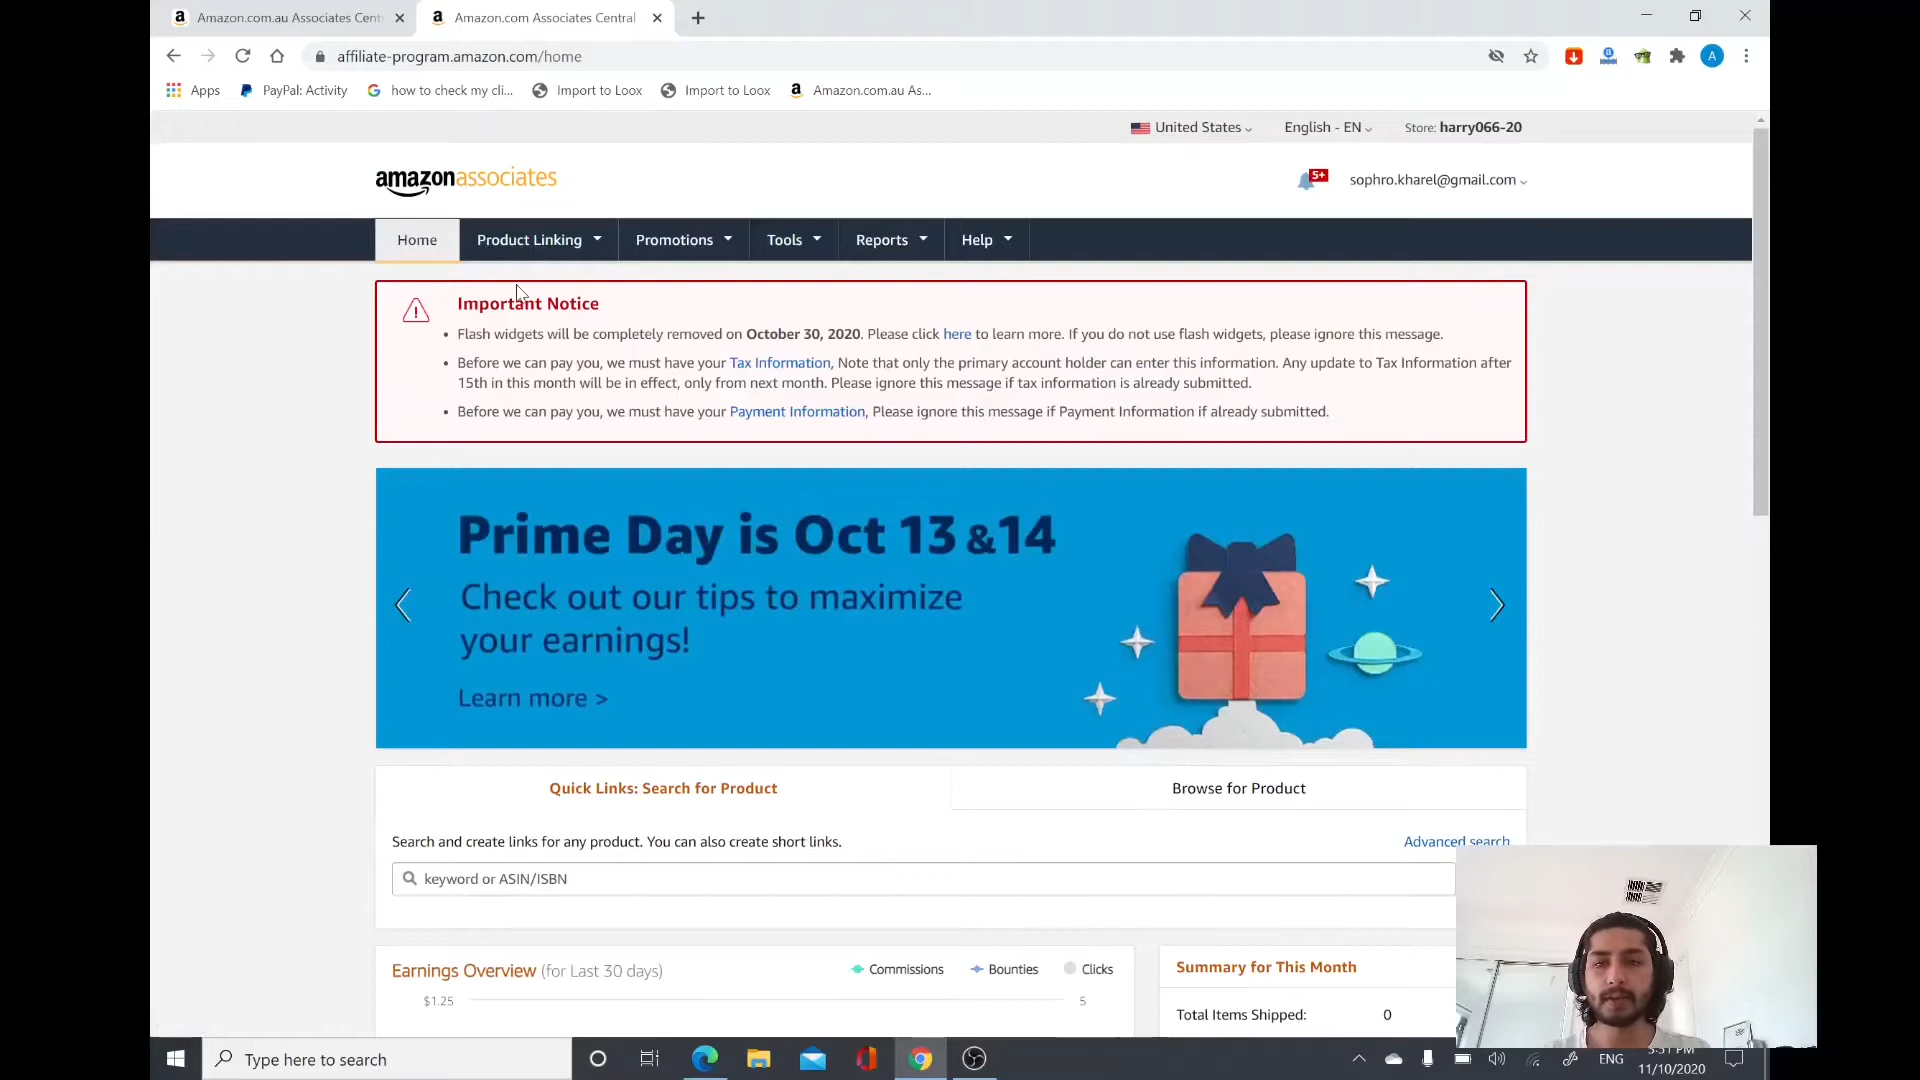 Amazon.com.au Associates Cent
Amazon.com Associates Central
affiliate-program.amazon.com/home
A
Apps
PayPal: Activity
how to check my cli...
Import to Loox
Import to Loox
Amazon.com.au As...
United States
English - EN
Store: harry066-20
amazonassociates
5+
sophro.kharel@gmail.com
Home
Product Linking
Promotions
Tools
Reports
Help
Important Notice
Flash widgets will be completely removed on October 30, 2020. Please click here to learn more. If you do not use flash widgets, please ignore this message.
Before we can pay you, we must have your Tax Information, Note that only the primary account holder can enter this information. Any update to Tax Information after
15th in this month will be in effect, only from next month. Please ignore this message if tax information is already submitted.
Before we can pay you, we must have your Payment Information, Please ignore this message if Payment Information if already submitted.
Prime Day is Oct 13 & 14
Check out our tips to maximize
your earnings!
Learn more >
Quick Links: Search for Product
Browse for Product
Search and create links for any product. You can also create short links.
Advanced search
keyword or ASIN/ISBN
Earnings Overview (for Last 30 days)
Commissions
Bounties
Clicks
$1.25
5
Summary for This Month
Total Items Shipped:
0
Type here to search
ENG
3:51 PM
11/10/2020